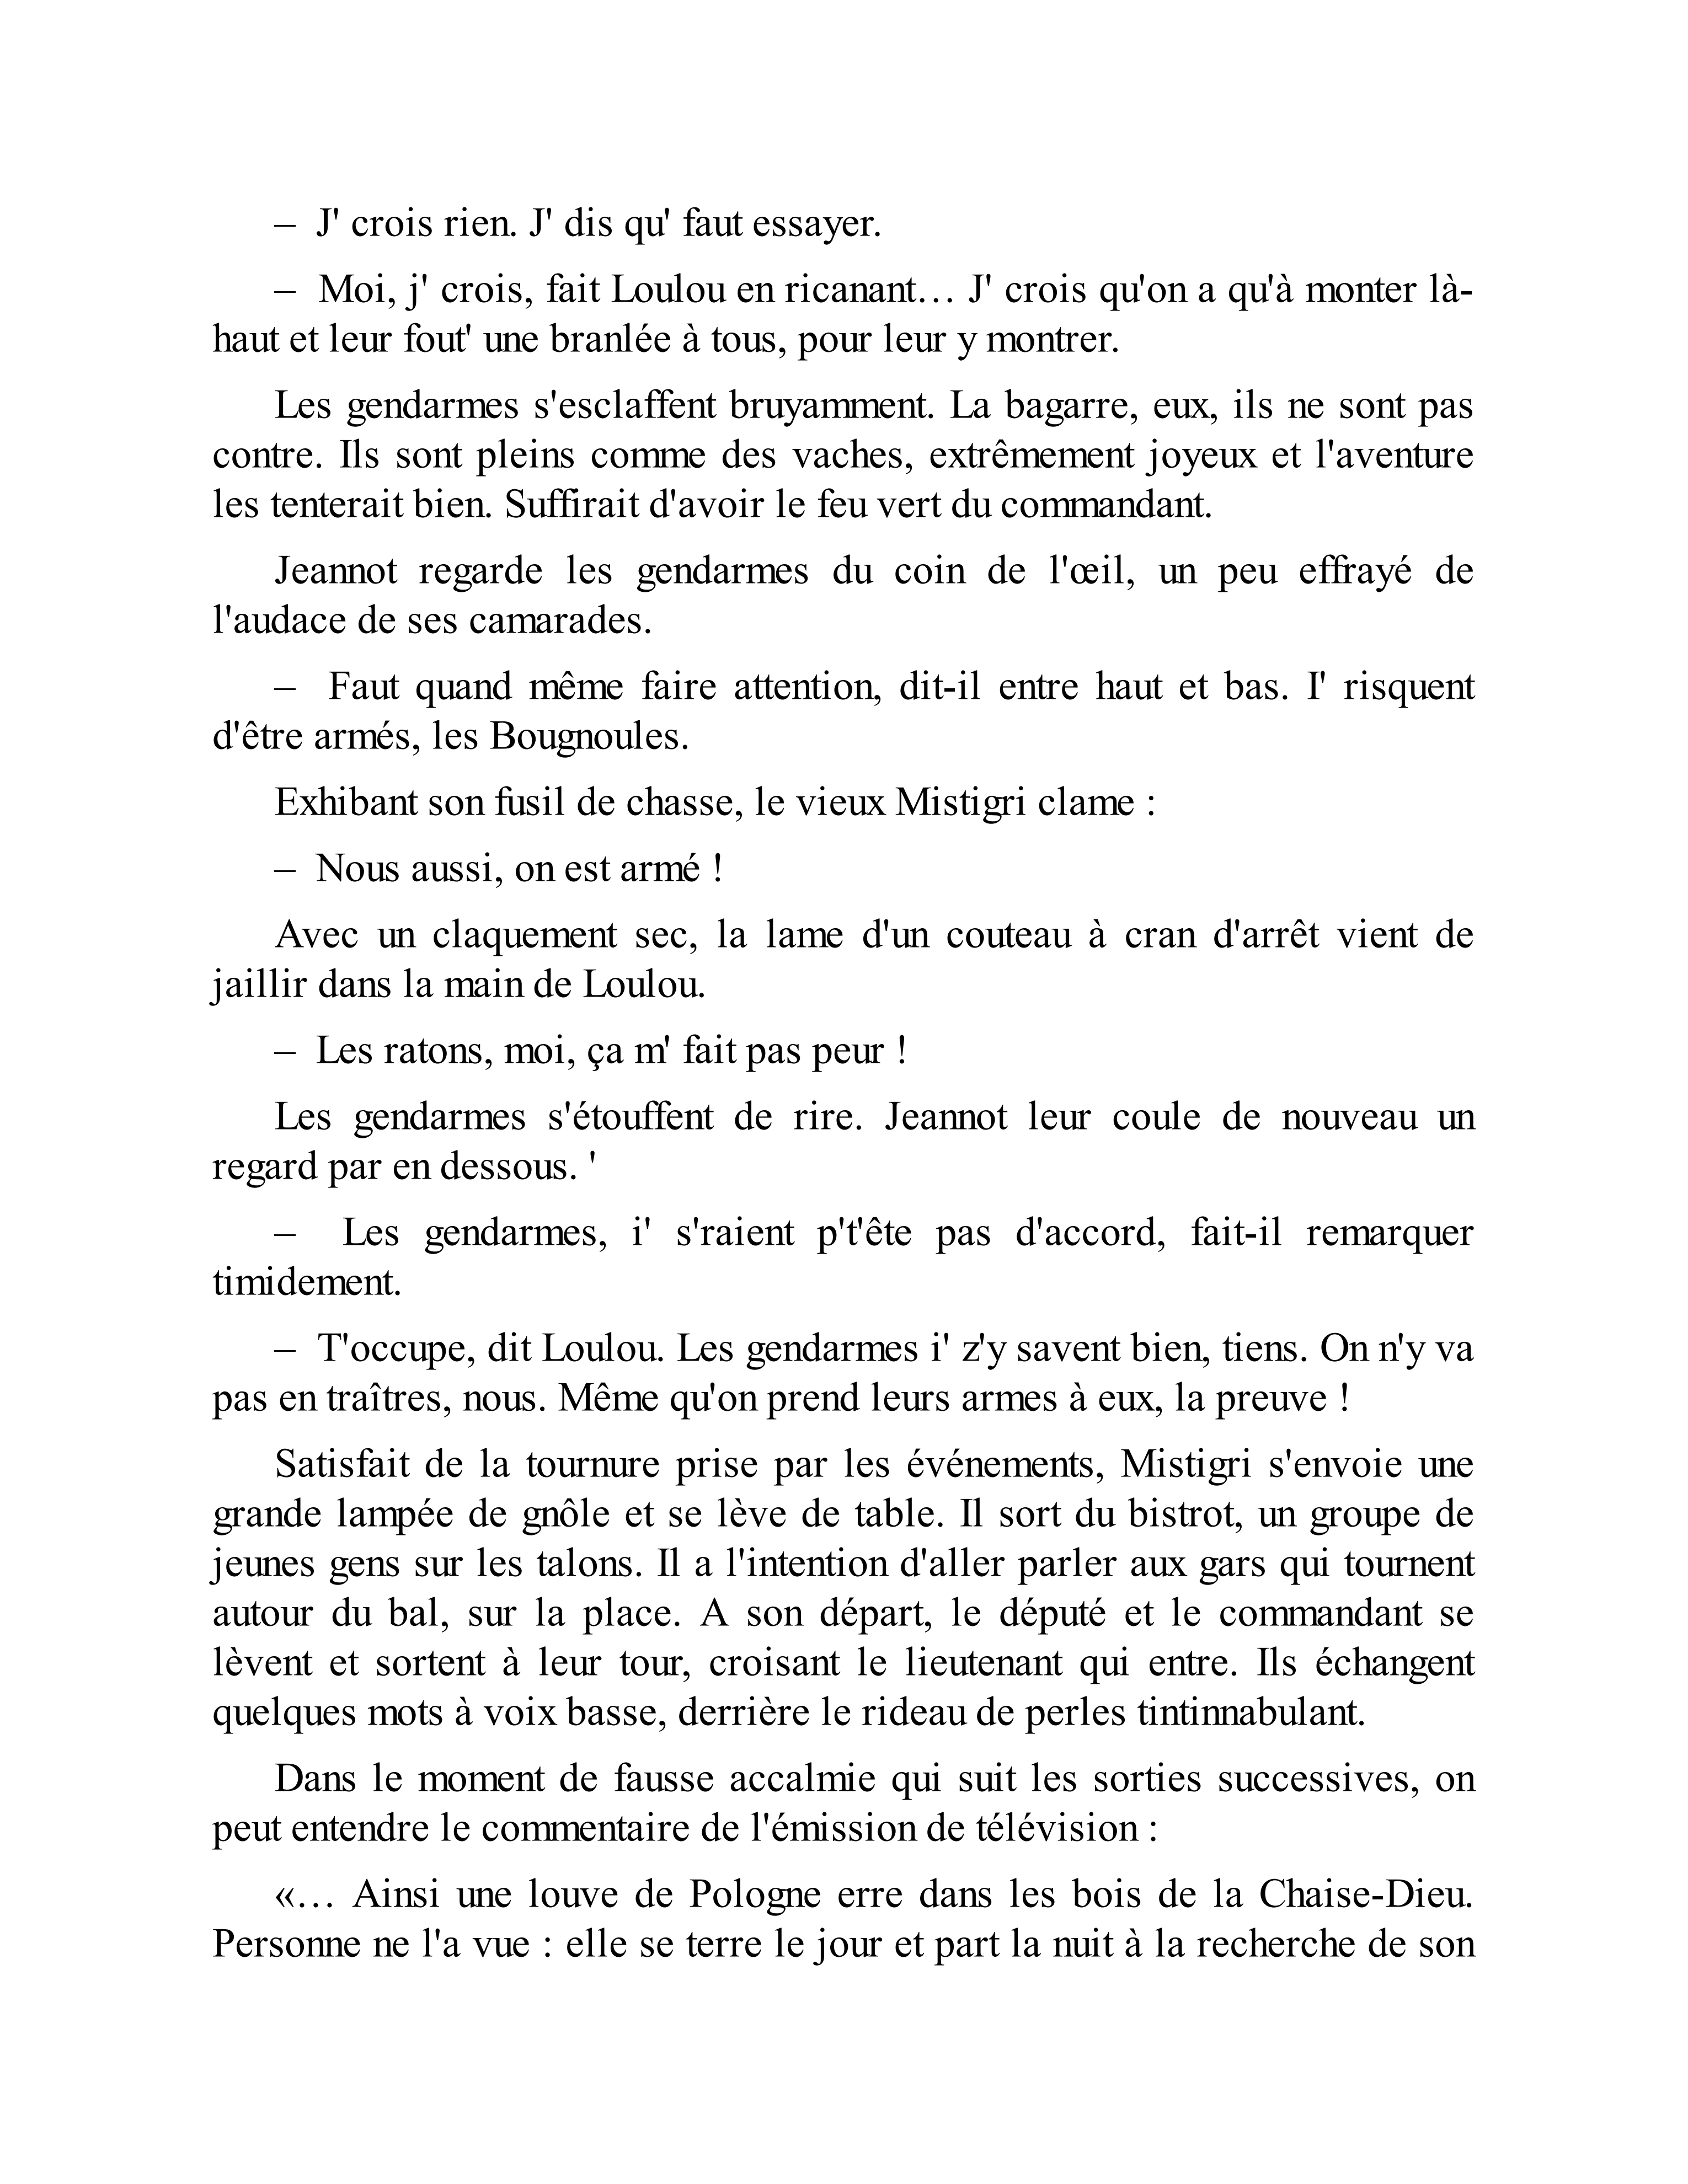 – J' crois rien. J' dis qu' faut essayer.
– Moi, j' crois, fait Loulou en ricanant… J' crois qu'on a qu'à monter là-
haut et leur fout' une branlée à tous, pour leur y montrer.
Les gendarmes s'esclaffent bruyamment. La bagarre, eux, ils ne sont pas
contre. Ils sont pleins comme des vaches, extrêmement joyeux et l'aventure
les tenterait bien. Suffirait d'avoir le feu vert du commandant.
Jeannot regarde les gendarmes du coin de l'œil, un peu effrayé de
l'audace de ses camarades.
– Faut quand même faire attention, dit-il entre haut et bas. I' risquent
d'être armés, les Bougnoules.
Exhibant son fusil de chasse, le vieux Mistigri clame :
– Nous aussi, on est armé !
Avec un claquement sec, la lame d'un couteau à cran d'arrêt vient de
jaillir dans la main de Loulou.
– Les ratons, moi, ça m' fait pas peur !
Les gendarmes s'étouffent de rire. Jeannot leur coule de nouveau un
regard par en dessous. '
– Les gendarmes, i' s'raient p't'ête pas d'accord, fait-il remarquer
timidement.
– T'occupe, dit Loulou. Les gendarmes i' z'y savent bien, tiens. On n'y va
pas en traîtres, nous. Même qu'on prend leurs armes à eux, la preuve !
Satisfait de la tournure prise par les événements, Mistigri s'envoie une
grande lampée de gnôle et se lève de table. Il sort du bistrot, un groupe de
jeunes gens sur les talons. Il a l'intention d'aller parler aux gars qui tournent
autour du bal, sur la place. A son départ, le député et le commandant se
lèvent et sortent à leur tour, croisant le lieutenant qui entre. Ils échangent
quelques mots à voix basse, derrière le rideau de perles tintinnabulant.
Dans le moment de fausse accalmie qui suit les sorties successives, on
peut entendre le commentaire de l'émission de télévision :
«… Ainsi une louve de Pologne erre dans les bois de la Chaise-Dieu.
Personne ne l'a vue : elle se terre le jour et part la nuit à la recherche de son